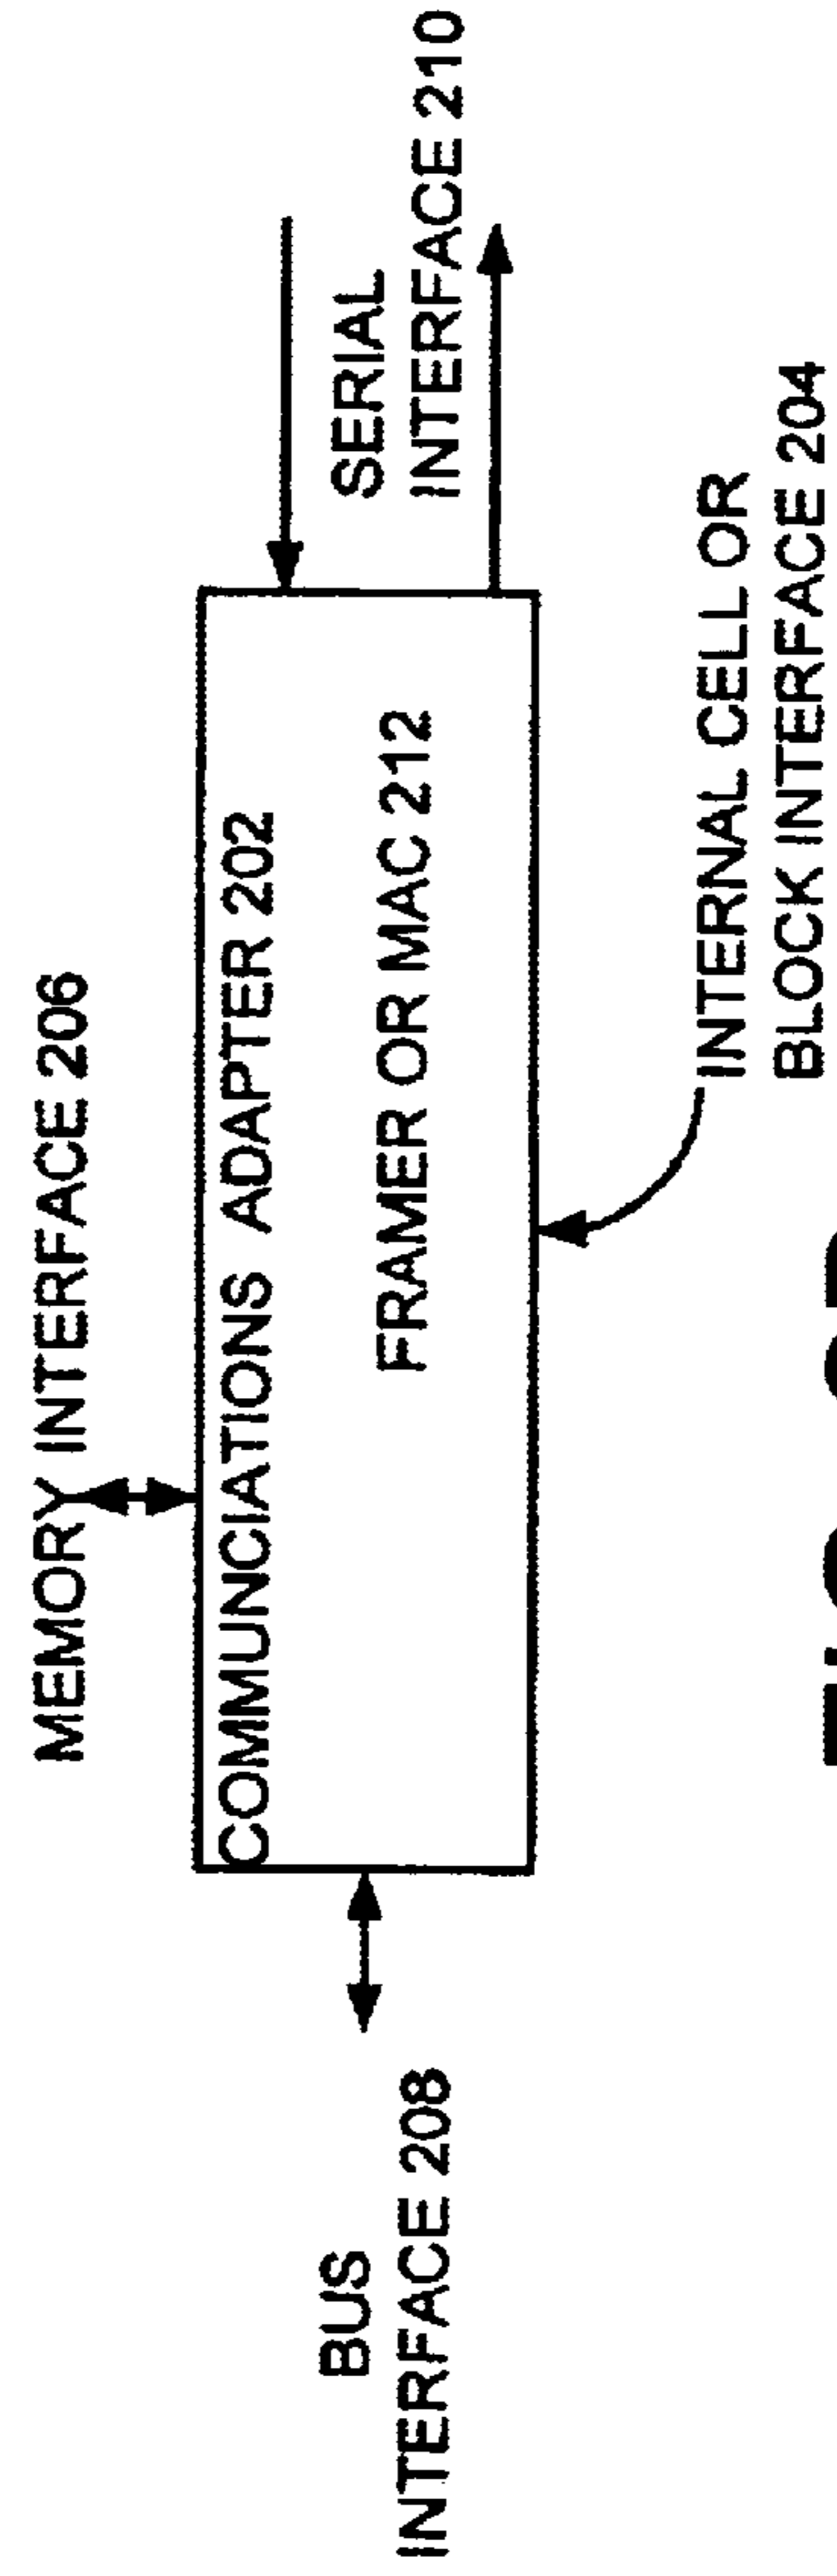 MEMORY INTERFACE 206
COMMUNCIATIONS ADAPTER 202
FRAMER OR MAC 212
BUS
INTERFACE 208
SERIAL
INTERFACE 210
INTERNAL CELL OR
BLOCK INTERFACE 204